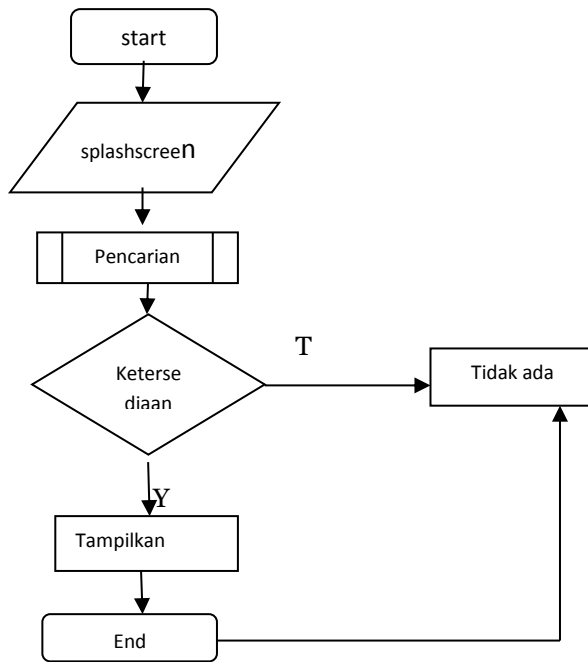 start
splashscreen
Pencarian
T
Keterse
diaan
Tidak ada
Y
Tampilkan
End